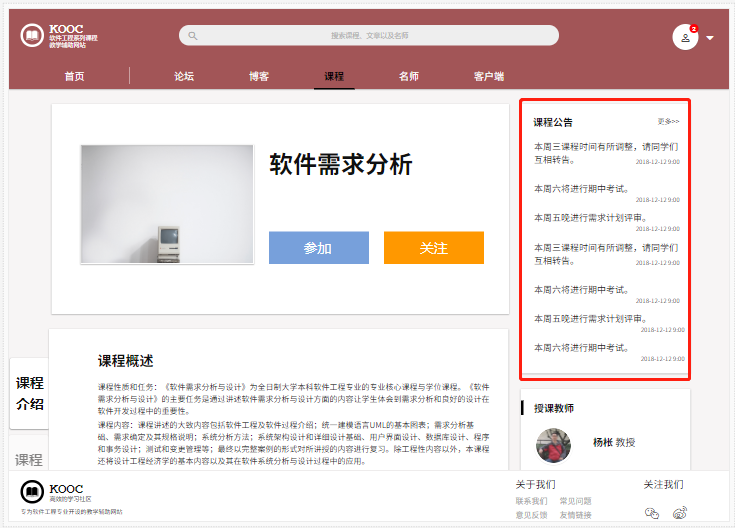 KOOC
软件工程系列课程
教学辅助网站
搜索课程、文章以及名师
2
首页
论坛
博客
课程
名师
客户端
软件需求分析
参加
关注
课程公告
更多>>
本周三课程时间有所调整，请同学们
互相转告。
2018-12-12 9:00
本周六将进行期中考试。
2018-12-12 9:00
本周五晚进行需求计划评审。
2018-12-12 9:00
本周三课程时间有所调整，请同学们
互相转告。
2018-12-12 9:00
本周六将进行期中考试。
2018-12-12 9:00
本周五晚进行需求计划评审。
2018-12-12 9:00
本周六将进行期中考试。
2018-12-12 9:00
课程
介绍
课程
课程概述
课程性质和任务：《软件需求分析与设计》为全日制大学本科软件工程专业的专业核心课程与学位课程。《软件
需求分析与设计》的主要任务是通过讲述软件需求分析与设计方面的内容让学生体会到需求分析和良好的设计在
软件开发过程中的重要性。
课程内容：课程讲述的大致内容包括软件工程及软件过程介绍；统一建模语言UML的基本图表；需求分析基
础、需求确定及其规格说明；系统分析方法；系统架构设计和详细设计基础、用户界面设计、数据库设计、程序
和事务设计；测试和变更管理等；最终以完整案例的形式对所讲授的内容进行复习。除工程性内容以外，本课程
还将设计工程经济学的基本内容以及其在软件系统分析与设计过程中的应用。
授课教师
杨枨 教授
KOOC
高效的学习社区
专为软件工程专业开设的教学辅助网站
关于我们
联系我们
常见问题
意见反馈
友情链接
关注我们